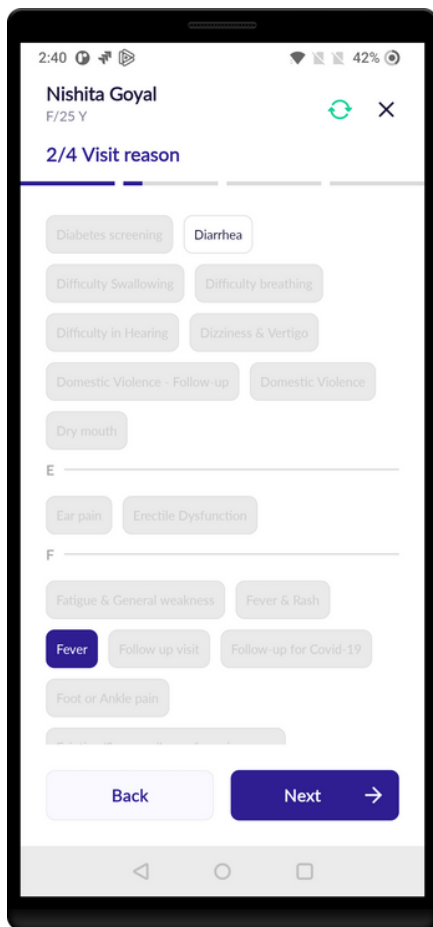 2:40 42%
Nishita Goyal
F/25 Y
2/4 Visit reason
Diabetes screening Diarrhea
Difficulty Swallowing Difficulty breathing
Difficulty in Hearing Dizziness & Vertigo
Domestic Violence - Follow-up Domestic Violence
Dry mouth
E
Ear pain Erectile Dysfunction
F
Fatigue & General weakness Fever & Rash
Fever Follow up visit Follow-up for Covid-19
Foot or Ankle pain
Back Next